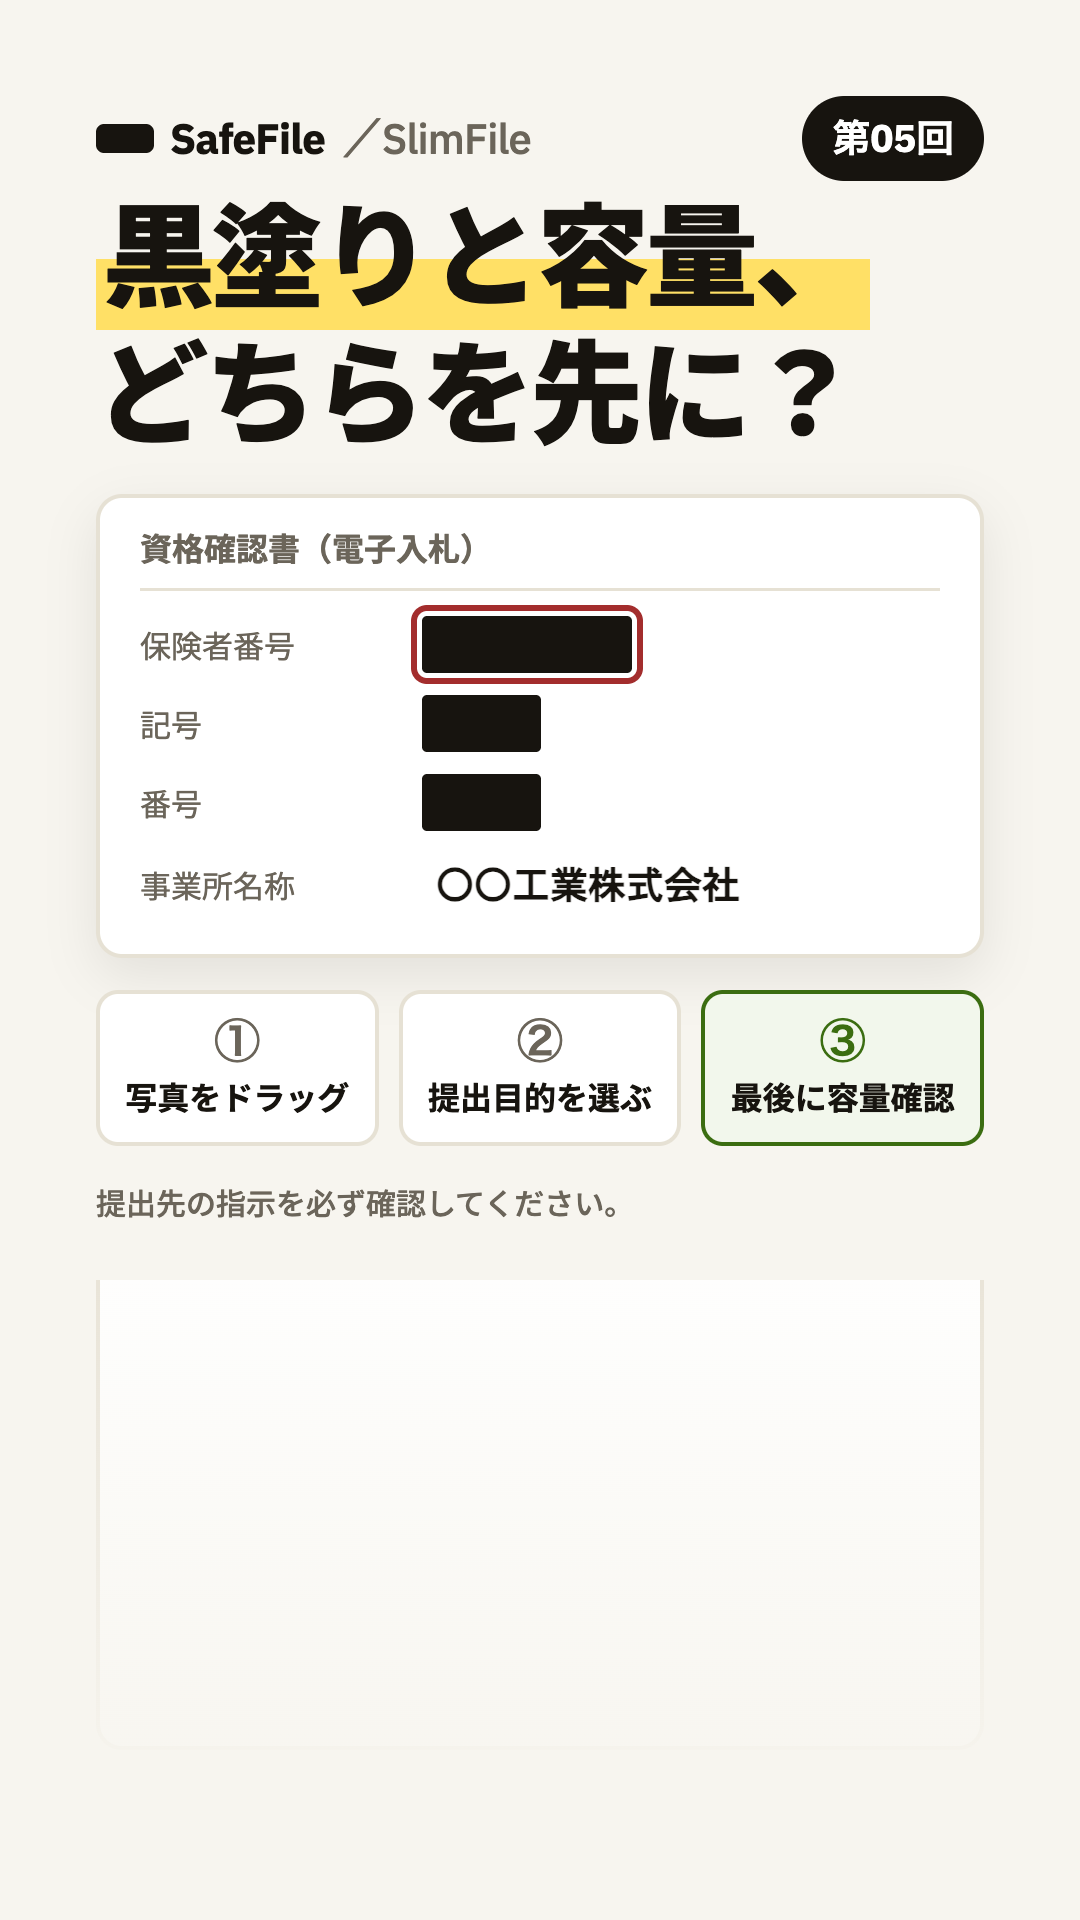 SafeFile ／SlimFile
第05回
黒塗りと容量、
どちらを先に？
資格確認書（電子入札）
保険者番号
記号
番号
事業所名称 〇〇工業株式会社
① 写真をドラッグ
② 提出目的を選ぶ
③ 最後に容量確認
提出先の指示を必ず確認してください。